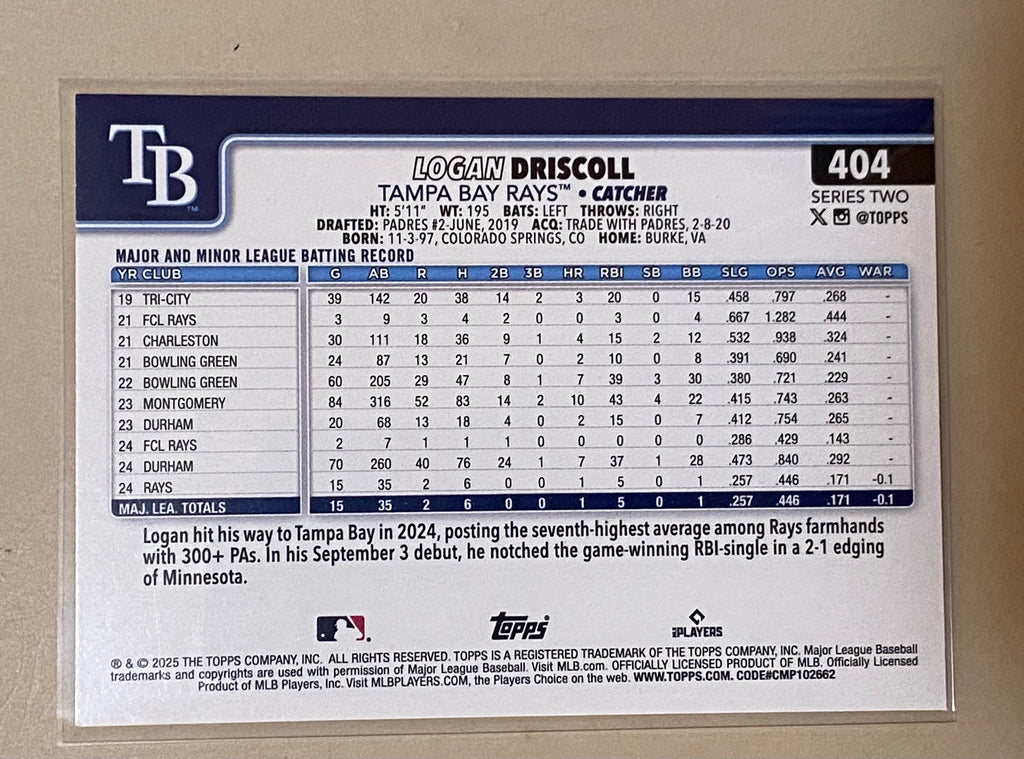 TB™
404
LOGAN DRISCOLL
TAMPA BAY RAYS™ • CATCHER
SERIES TWO
HT: 5'11" WT: 195 BATS: LEFT THROWS: RIGHT
@TOPPS
DRAFTED: PADRES #2-JUNE, 2019 ACQ: TRADE WITH PADRES, 2-8-20
BORN: 11-3-97, COLORADO SPRINGS, CO HOME: BURKE, VA
MAJOR AND MINOR LEAGUE BATTING RECORD
YR CLUB G AB R H 2B 3B HR RBI SB BB SLG OPS AVG WAR
19 TRI-CITY 39 142 20 38 14 2 3 20 0 15 .458 .797 .268 -
21 FCL RAYS 3 9 3 4 2 0 0 3 0 4 .667 1.282 .444 -
21 CHARLESTON 30 111 18 36 9 1 4 15 2 12 .532 .938 .324 -
21 BOWLING GREEN 24 87 13 21 7 0 2 10 0 8 .391 .690 .241 -
22 BOWLING GREEN 60 205 29 47 8 1 7 39 3 30 .380 .721 .229 -
23 MONTGOMERY 84 316 52 83 14 2 10 43 4 22 .415 .743 .263 -
23 DURHAM 20 68 13 18 4 0 2 15 0 7 .412 .754 .265 -
24 FCL RAYS 2 7 1 1 1 0 0 0 0 0 .286 .429 .143 -
24 DURHAM 70 260 40 76 24 1 7 37 1 28 .473 .840 .292 -
24 RAYS 15 35 2 6 0 0 1 5 0 1 .257 .446 .171 -0.1
MAJ. LEA. TOTALS 15 35 2 6 0 0 1 5 0 1 .257 .446 .171 -0.1
Logan hit his way to Tampa Bay in 2024, posting the seventh-highest average among Rays farmhands
with 300+ PAs. In his September 3 debut, he notched the game-winning RBI-single in a 2-1 edging
of Minnesota.
Topps
PLAYERS
® & © 2025 THE TOPPS COMPANY, INC. ALL RIGHTS RESERVED. TOPPS IS A REGISTERED TRADEMARK OF THE TOPPS COMPANY, INC. Major League Baseball
trademarks and copyrights are used with permission of Major League Baseball. Visit MLB.com. OFFICIALLY LICENSED PRODUCT OF MLB. Officially Licensed
Product of MLB Players, Inc. Visit MLBPLAYERS.COM, the Players Choice on the web. WWW.TOPPS.COM. CODE#CMP102662